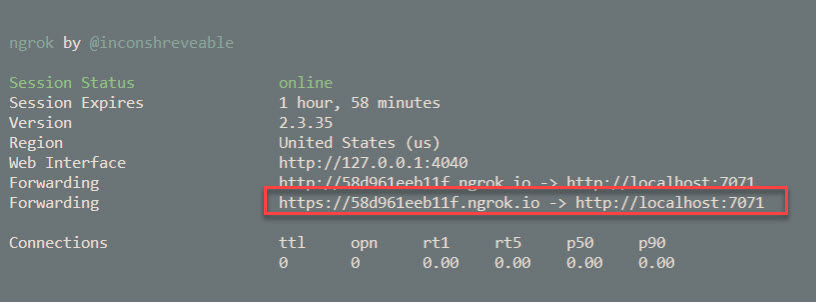 ngrok by @inconshreveable
Session Status online
Session Expires 1 hour, 58 minutes
Version 2.3.35
Region United States (us)
Web Interface http://127.0.0.1:4040
Forwarding http://58d961eeb11f.ngrok.io -> http://localhost:7071
Forwarding https://58d961eeb11f.ngrok.io -> http://localhost:7071
Connections ttl opn rt1 rt5 p50 p90
0 0 0.00 0.00 0.00 0.00